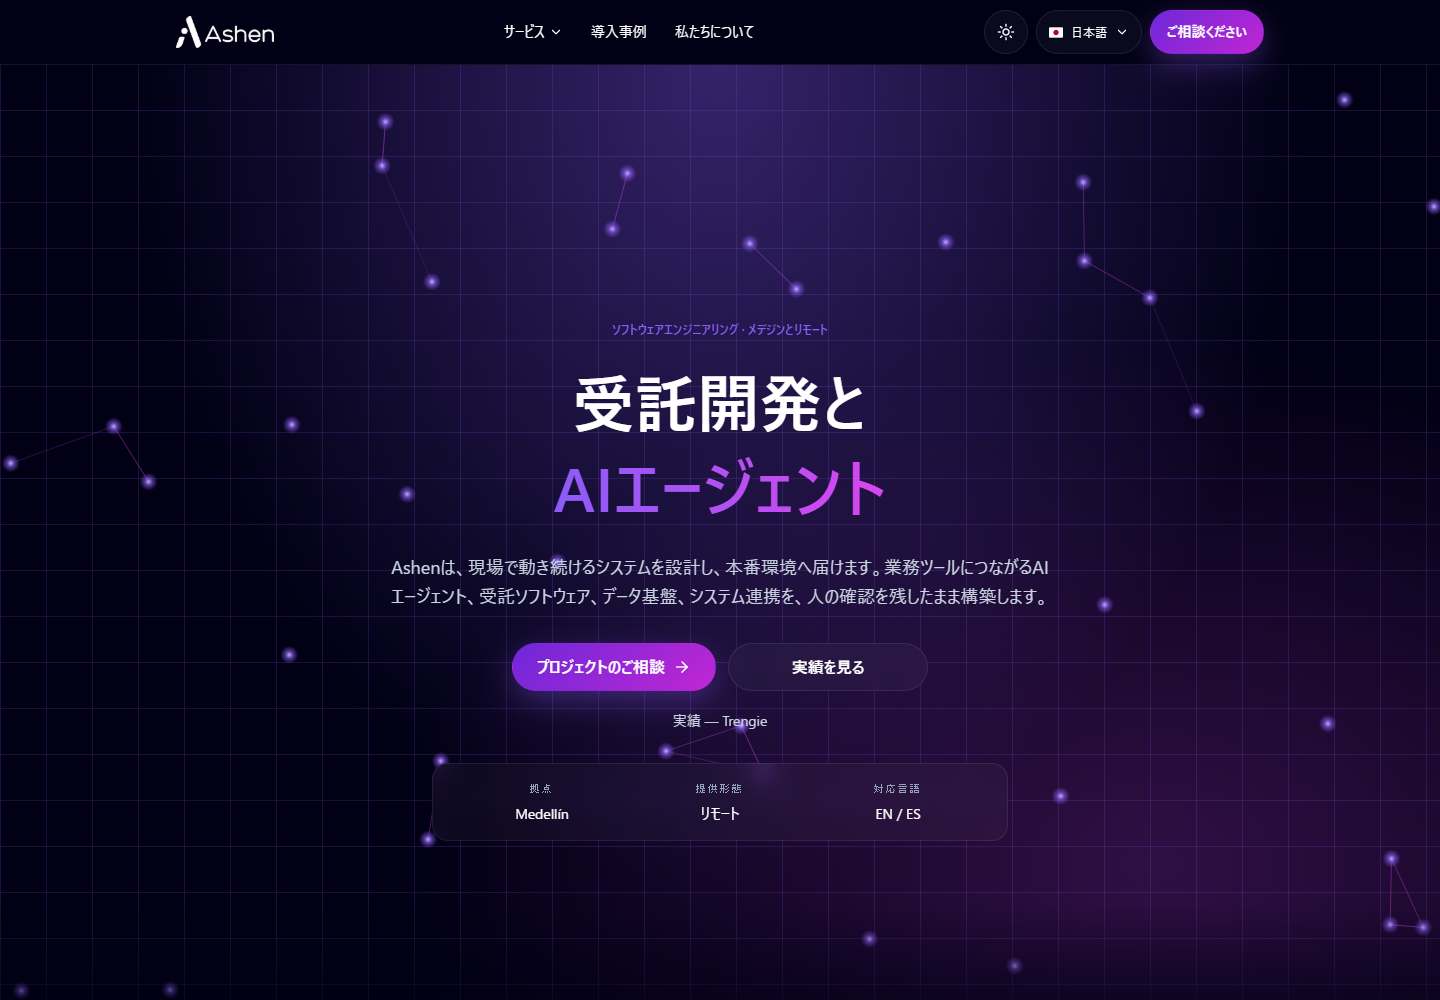 Ashen
サービス
導入事例
私たちについて
日本語
ご相談ください
ソフトウェアエンジニアリング · メデジンとリモート
受託開発と
AIエージェント
Ashenは、現場で動き続けるシステムを設計し、本番環境へ届けます。業務ツールにつながるAI
エージェント、受託ソフトウェア、データ基盤、システム連携を、人の確認を残したまま構築します。
プロジェクトのご相談
実績を見る
実績 — Trengie
拠点
提供形態
対応言語
Medellín
リモート
EN / ES